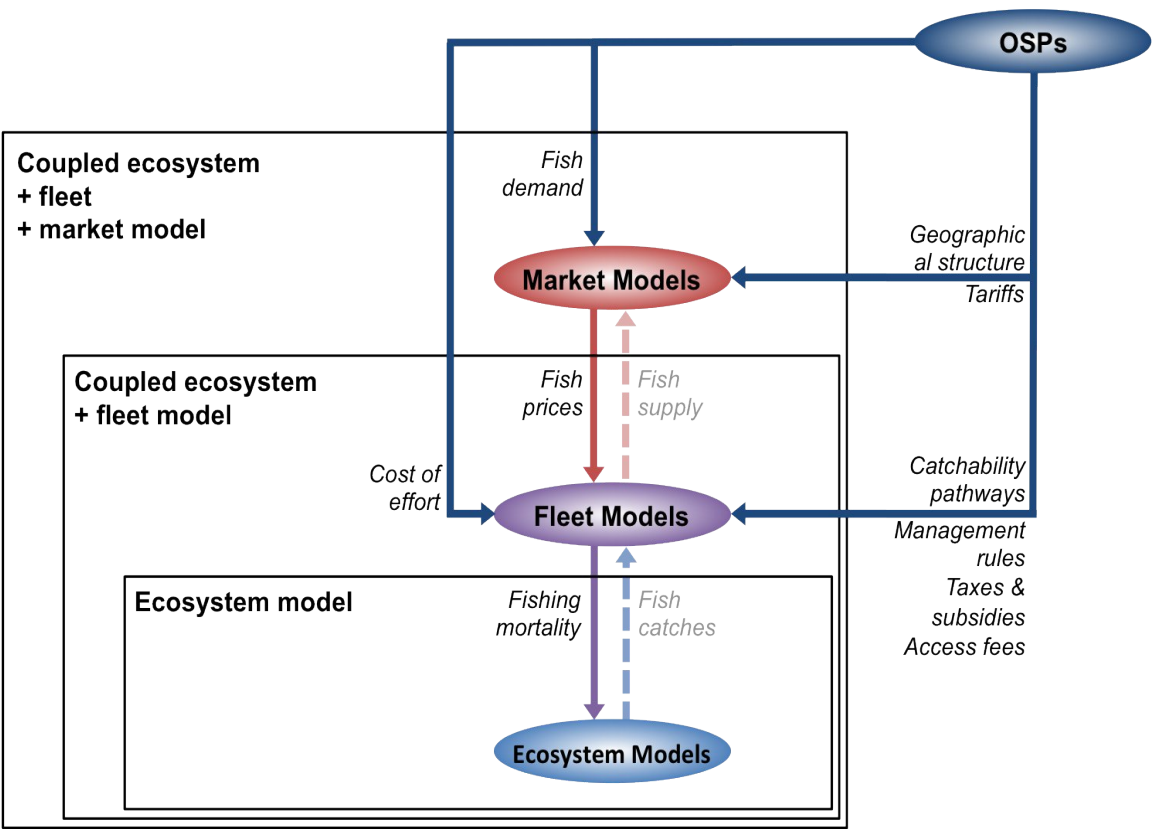 OSPs
Coupled ecosystem
+ fleet
+ market model
Fish
demand
Geographic
al structure
Tariffs
Market Models
Coupled ecosystem
+ fleet model
Fish
prices
Fish
supply
Cost of
effort
Catchability
pathways
Fleet Models
Management
rules
Taxes &
subsidies
Access fees
Ecosystem model
Fishing
mortality
Fish
catches
Ecosystem Models